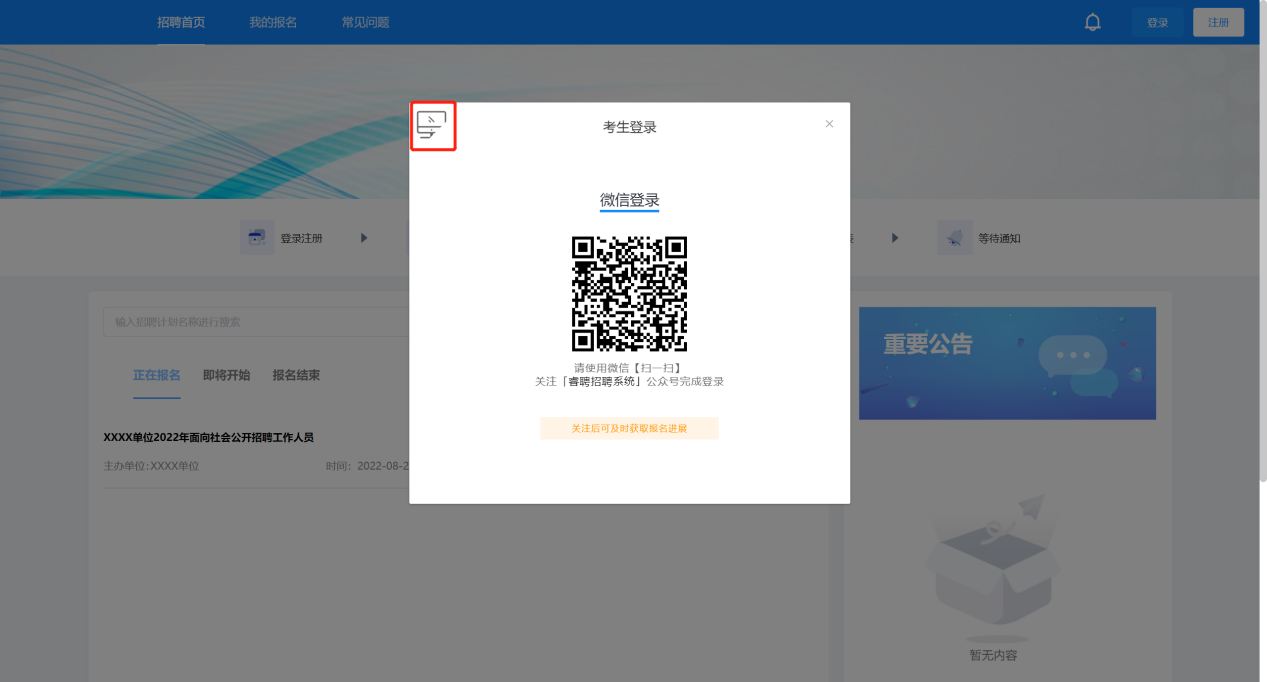 招聘首页 我的报名 常见问题 登录 注册
考生登录
微信登录
请使用微信【扫一扫】
关注「睿聘招聘系统」公众号完成登录
关注后可及时获取报名进展
登录注册 等待通知
输入招聘计划名称进行搜索
正在报名 即将开始 报名结束
XXXX单位2022年面向社会公开招聘工作人员
主办单位:XXXX单位 时间：2022-08-2
重要公告
暂无内容